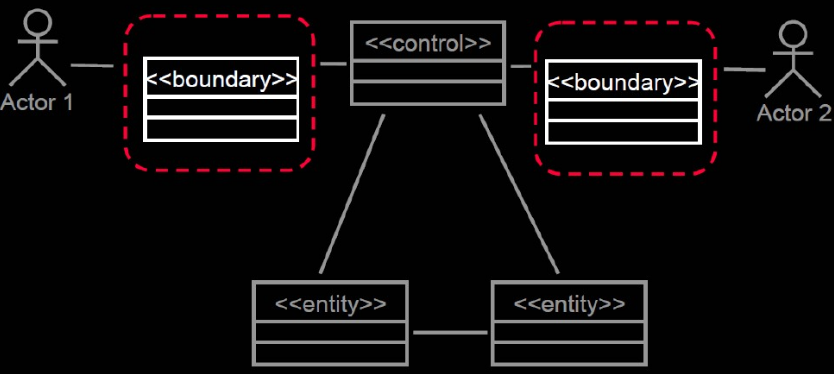 <<control>>
<<boundary>>
<<boundary>>
Actor 1
Actor 2
<<entity>>
<<entity>>